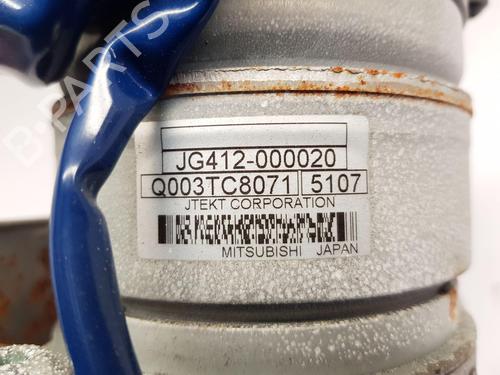 B-PARTS
JG412-000020
Q003TC8071 5107
JTEKT CORPORATION
MITSUBISHI JAPAN